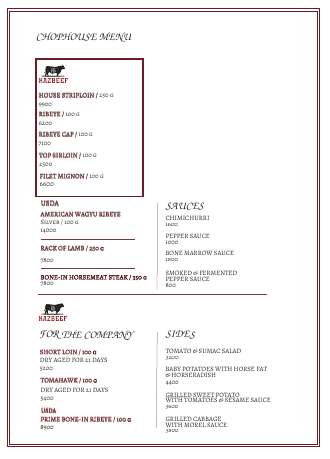 CHOPHOUSE MENU
KAZBEEF
HOUSE STRIPLOIN / 250 G
9900
RIBEYE / 100 G
6200
RIBEYE CAP / 100 G
7100
TOP SIRLOIN / 100 G
2500
FILET MIGNON / 100 G
6600
USDA
AMERICAN WAGYU RIBEYE
SILVER / 100 G
14000
RACK OF LAMB / 250 G
7800
BONE-IN HORSEMEAT STEAK / 350 G
7800
SAUCES
CHIMICHURRI
1600
PEPPER SAUCE
1000
BONE MARROW SAUCE
1800
SMOKED & FERMENTED
PEPPER SAUCE
800
KAZBEEF
FOR THE COMPANY
SHORT LOIN / 100 G
DRY AGED FOR 21 DAYS
5200
TOMAHAWK / 100 G
DRY AGED FOR 21 DAYS
5400
USDA
PRIME BONE-IN RIBEYE / 100 G
8900
SIDES
TOMATO & SUMAC SALAD
3200
BABY POTATOES WITH HORSE FAT
& HORSERADISH
4400
GRILLED SWEET POTATO
WITH TOMATOES & SESAME SAUCE
3600
GRILLED CABBAGE
WITH MOREL SAUCE
3900